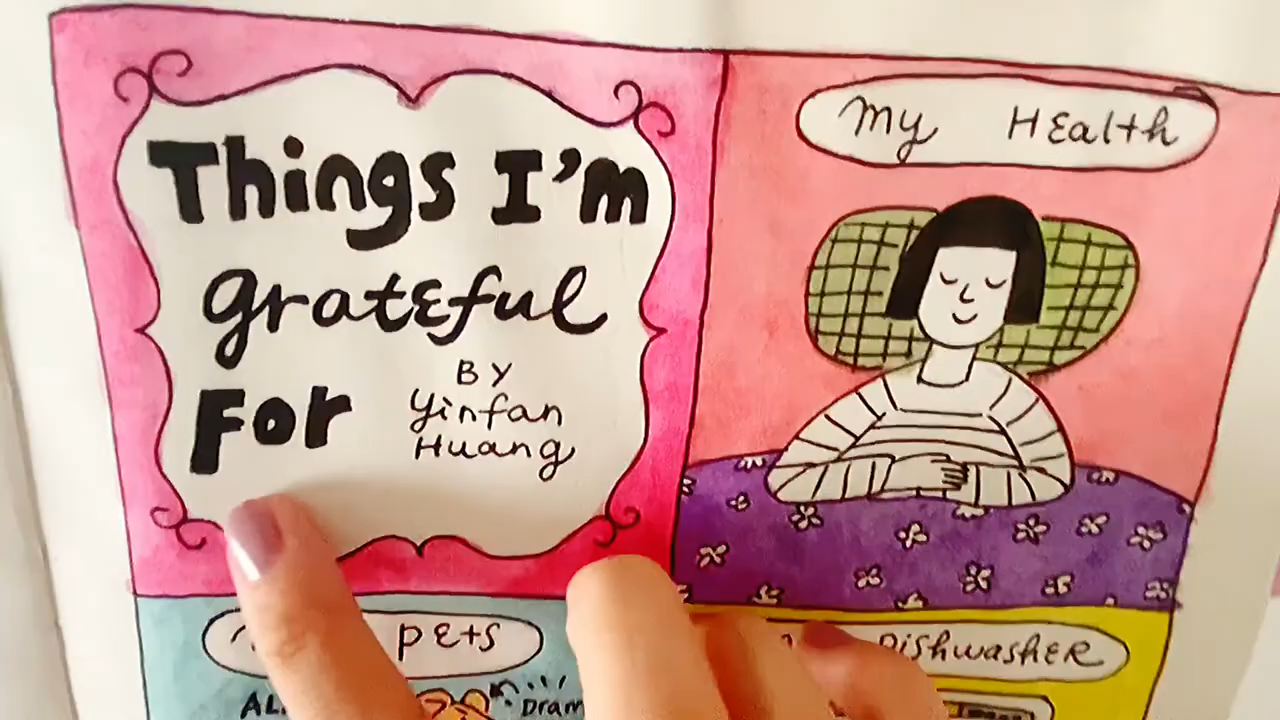 Things I'm
grateful
For
BY
Yinfan
Huang
My Health
pets
DISHWASHER